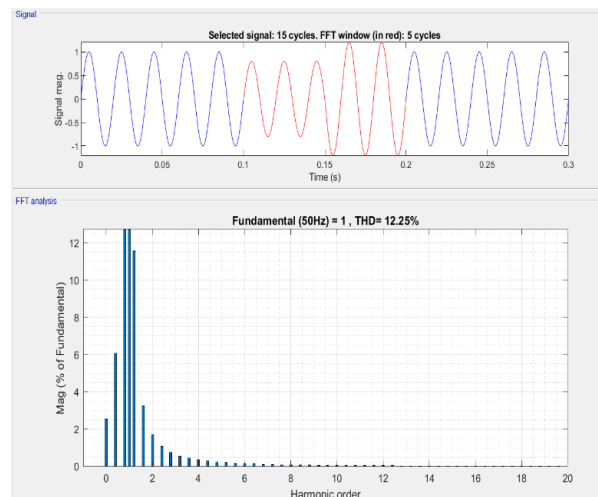 Signal
Selected signal: 15 cycles. FFT window (in red): 5 cycles
1
0.5
0
-0.5
-1
Signal mag.
0 0.05 0.1 0.15 0.2 0.25 0.3
Time (s)
FFT analysis
Fundamental (50Hz) = 1 , THD= 12.25%
12
10
8
6
4
2
0
Mag (% of Fundamental)
0 2 4 6 8 10 12 14 16 18 20
Harmonic order